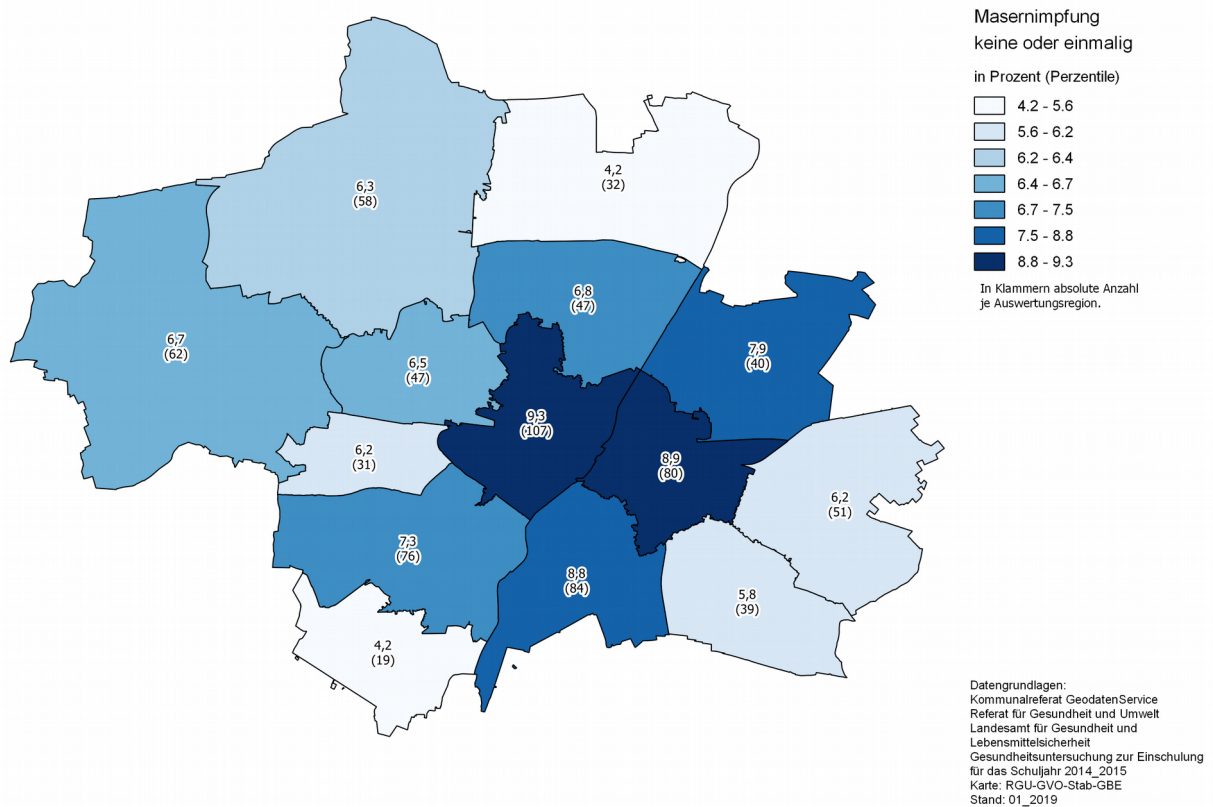 Masernimpfung
keine oder einmalig
in Prozent (Perzentile)
4.2 - 5.6
5.6 - 6.2
6.2 - 6.4
6.4 - 6.7
6.7 - 7.5
7.5 - 8.8
8.8 - 9.3
In Klammern absolute Anzahl
je Auswertungsregion.
4,2
(32)
6,3
(58)
6,8
(47)
6,7
(62)
7,9
(40)
6,5
(47)
9,3
(107)
6,2
(31)
8,9
(80)
6,2
(51)
7,3
(76)
8,8
(84)
5,8
(39)
4,2
(19)
Datengrundlagen:
Kommunalreferat GeodatenService
Referat für Gesundheit und Umwelt
Landesamt für Gesundheit und
Lebensmittelsicherheit
Gesundheitsuntersuchung zur Einschulung
für das Schuljahr 2014_2015
Karte: RGU-GVO-Stab-GBE
Stand: 01_2019